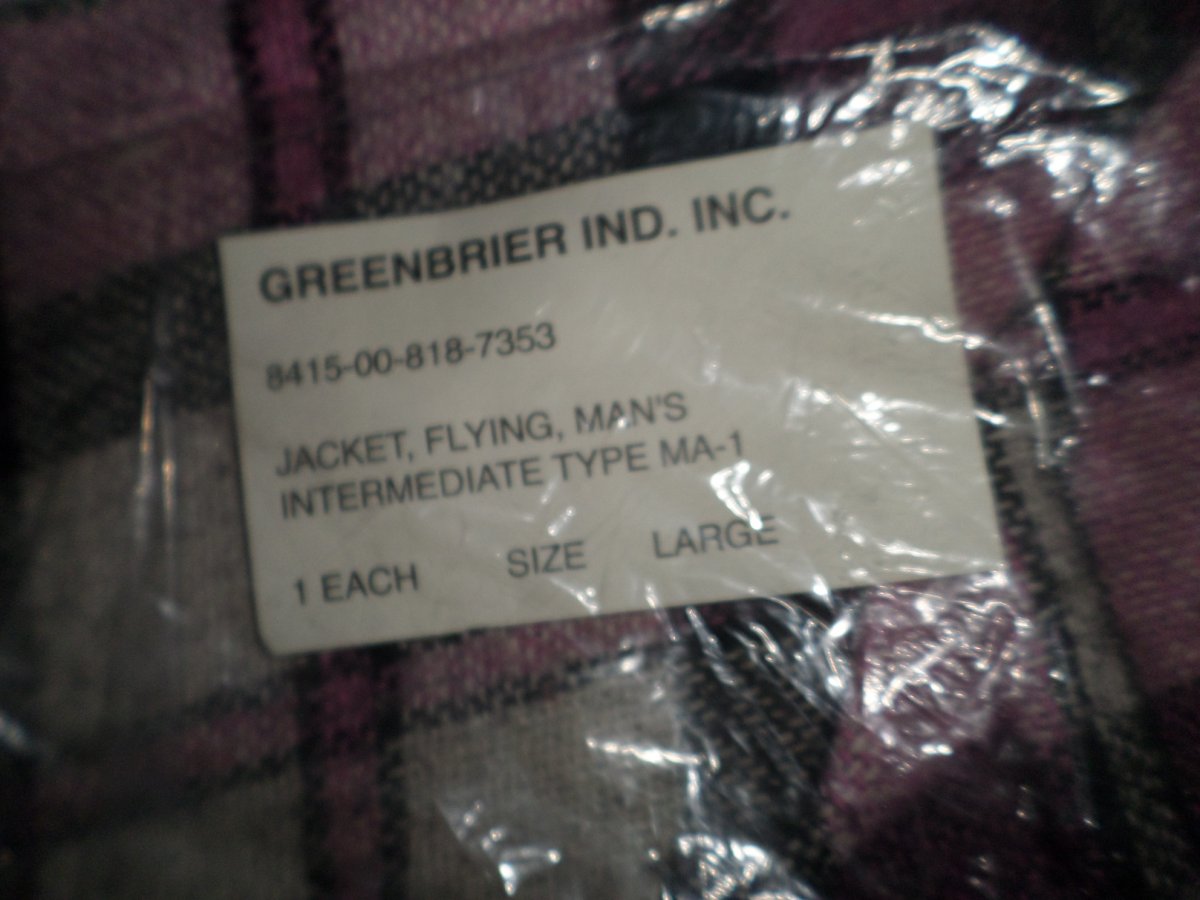 GREENBRIER IND. INC.
8415-00-818-7353
JACKET, FLYING, MAN'S
INTERMEDIATE TYPE MA-1
1 EACH SIZE LARGE